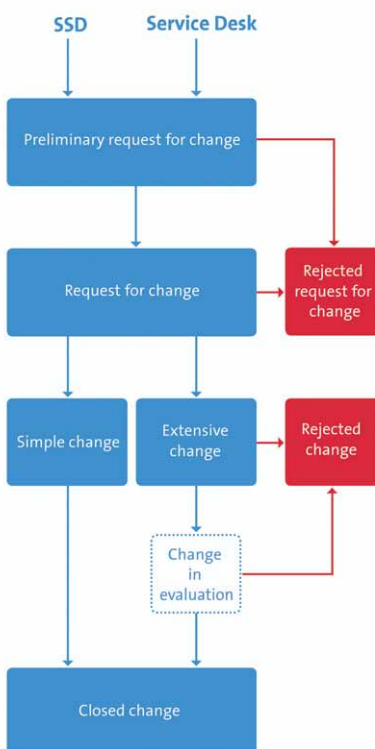 SSD
Service Desk
Preliminary request for change
Request for change
Rejected
request for
change
Simple change
Extensive
change
Rejected
change
Change
in
evaluation
Closed change